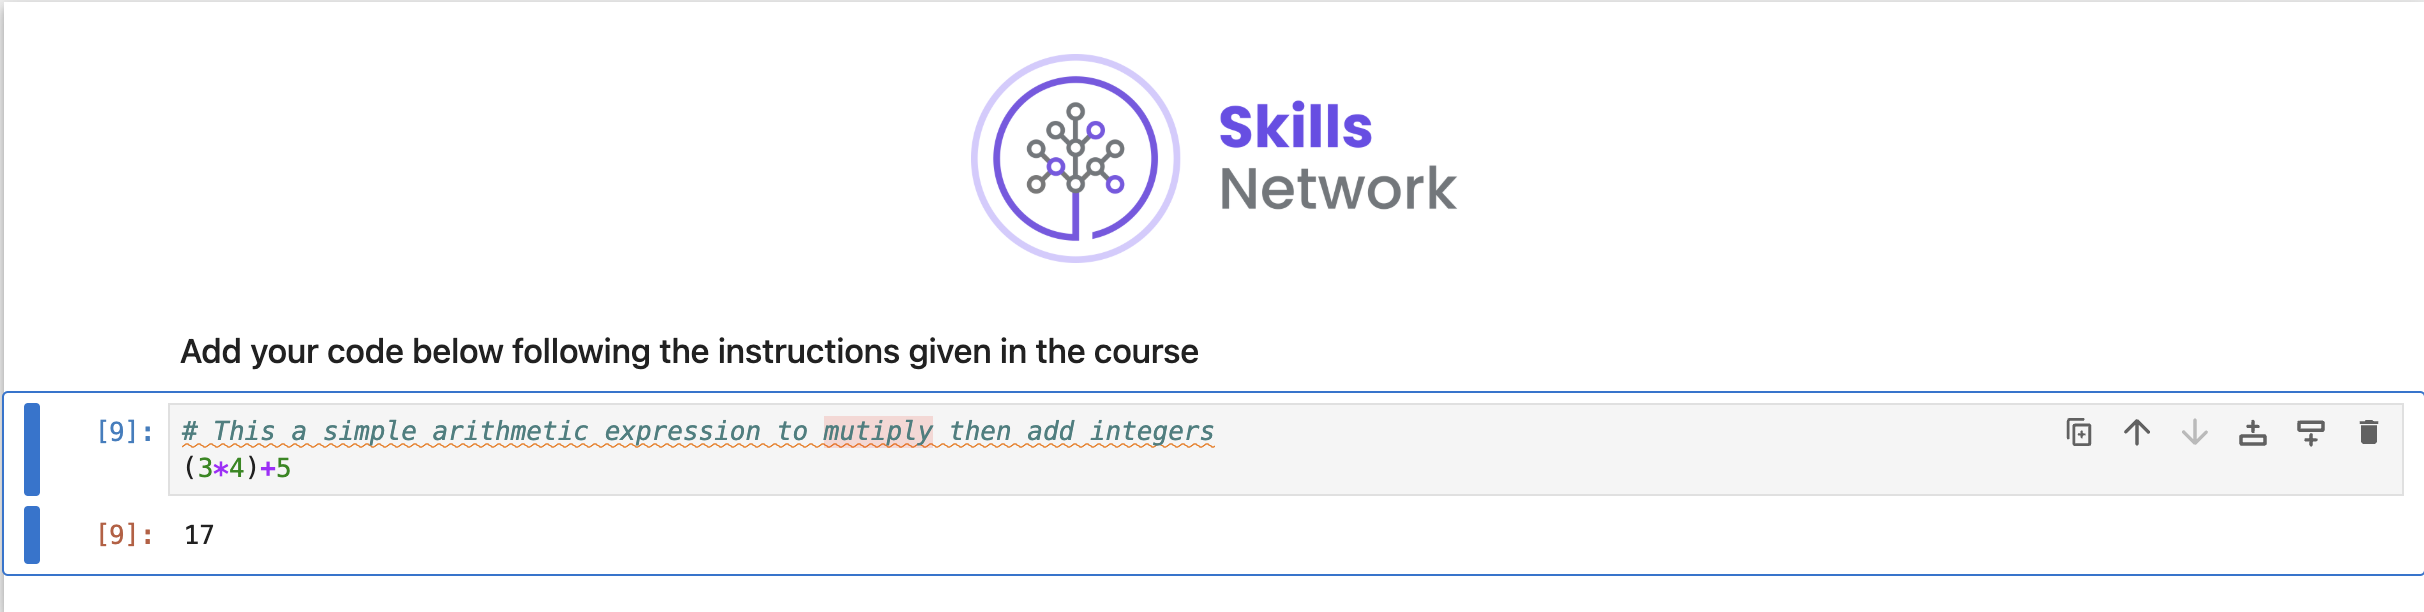 Skills
Network
Add your code below following the instructions given in the course
[9]: # This a simple arithmetic expression to mutiply then add integers
(3*4)+5
[9]: 17